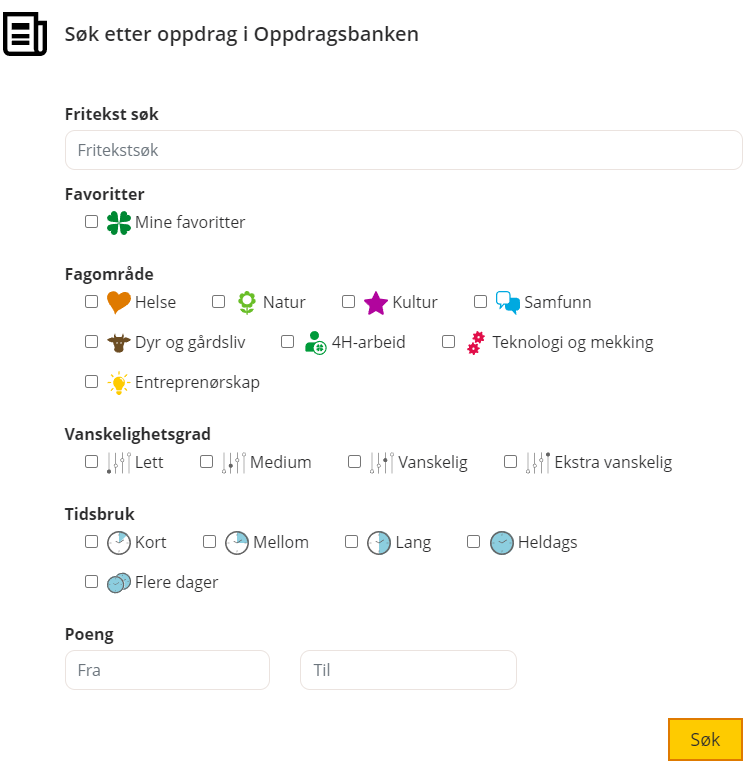 Søk etter oppdrag i Oppdragsbanken
Fritekst søk
Fritekstsøk
Favoritter
Mine favoritter
Fagområde
Helse Natur Kultur Samfunn
Dyr og gårdsliv 4H-arbeid Teknologi og mekking
Entreprenørskap
Vanskelighetsgrad
Lett Medium Vanskelig Ekstra vanskelig
Tidsbruk
Kort Mellom Lang Heldags
Flere dager
Poeng
Fra Til
Søk